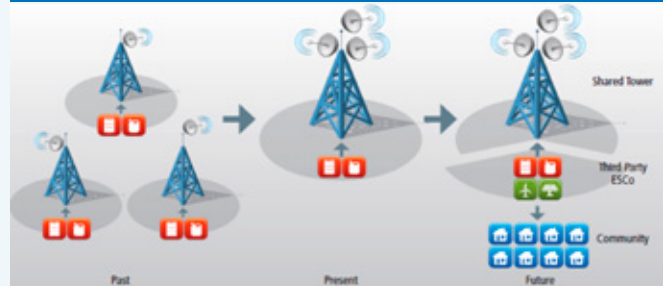 Shared Tower
Third Party
ESCo
Community
Past
Present
Future